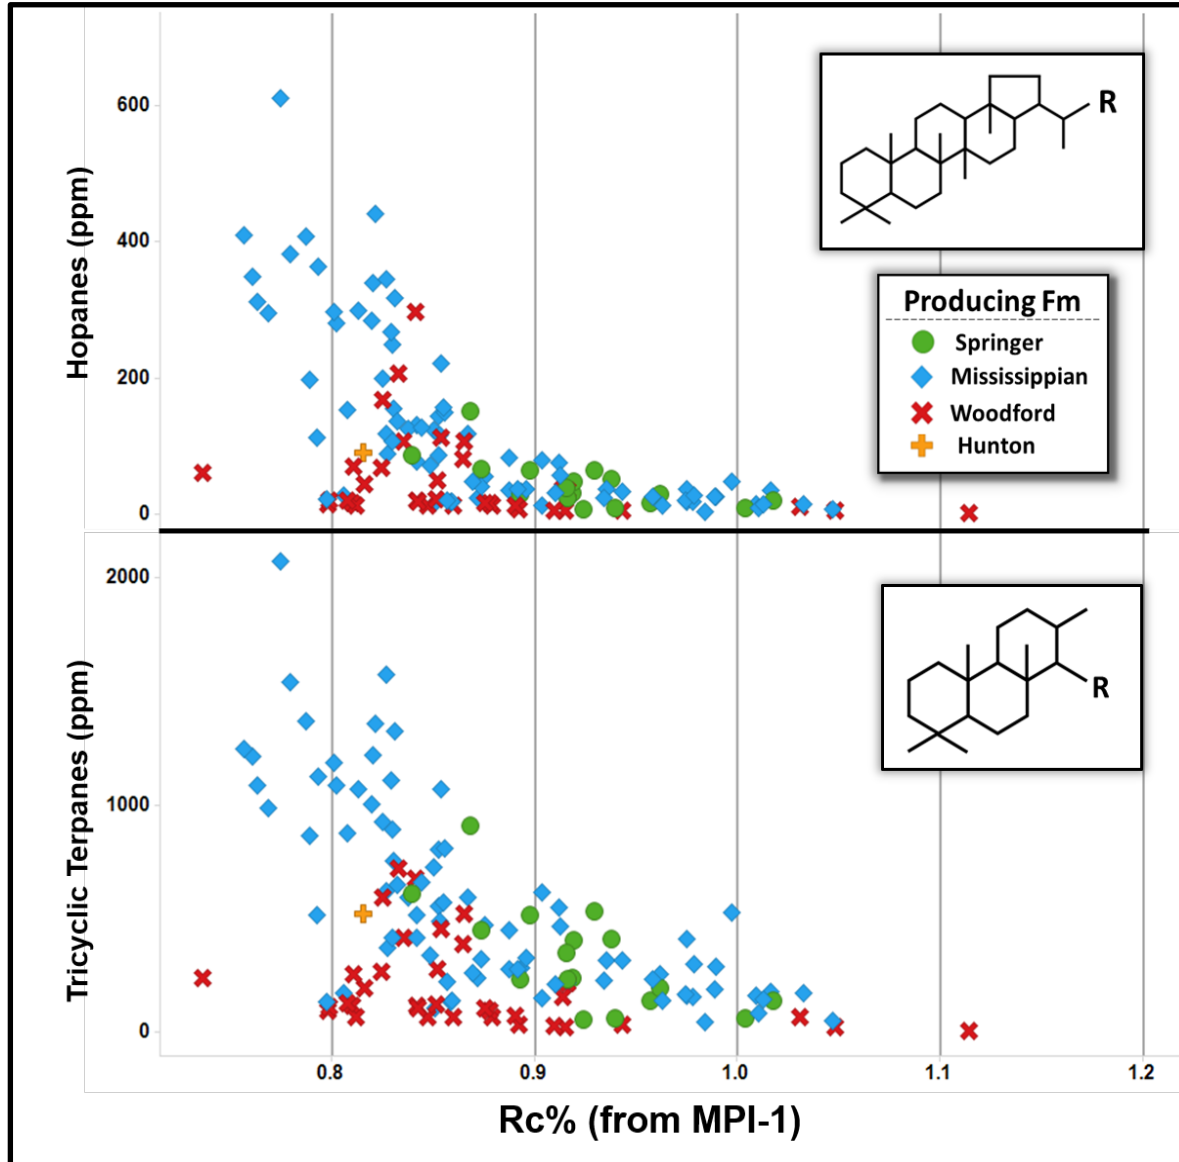 600
400
200
0
Hopanes (ppm)
R
Producing Fm
Springer
Mississippian
Woodford
Hunton
2000
1000
0
Tricyclic Terpanes (ppm)
R
0.8 0.9 1.0 1.1 1.2
Rc% (from MPI-1)